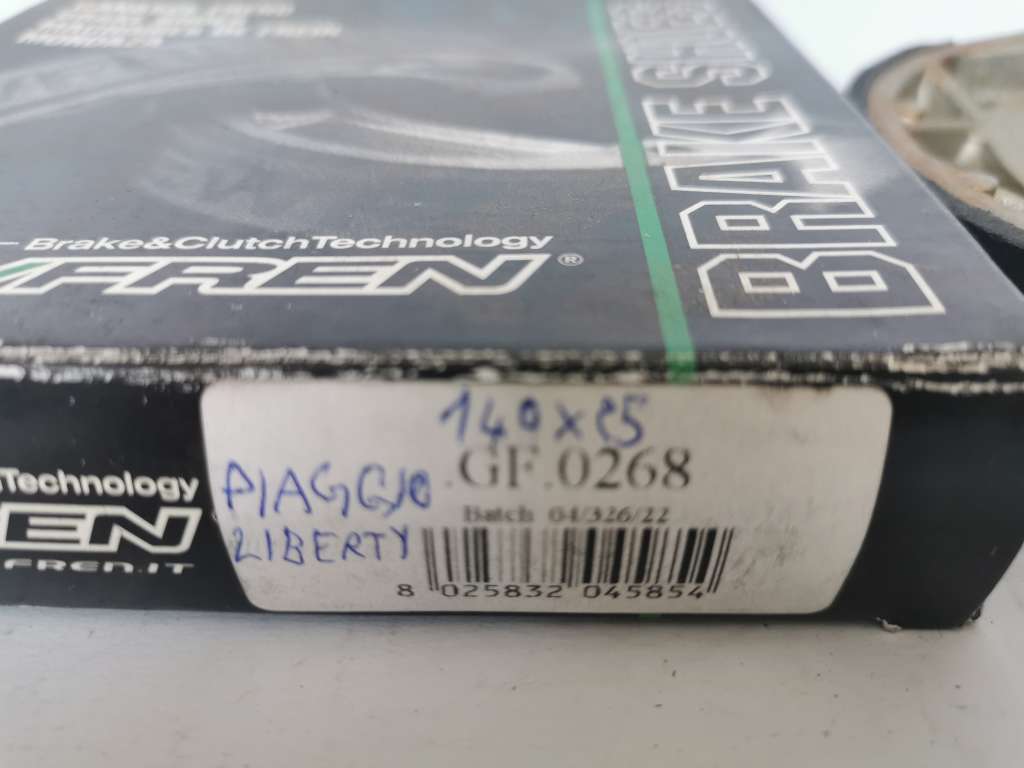 BRAKE SHOES
Brake&ClutchTechnology
FREN®
140x25
.GF.0268
PIAGGIO
LIBERTY
Batch 04/326/22
8 025832 045854
Technology
EN
FREN.IT